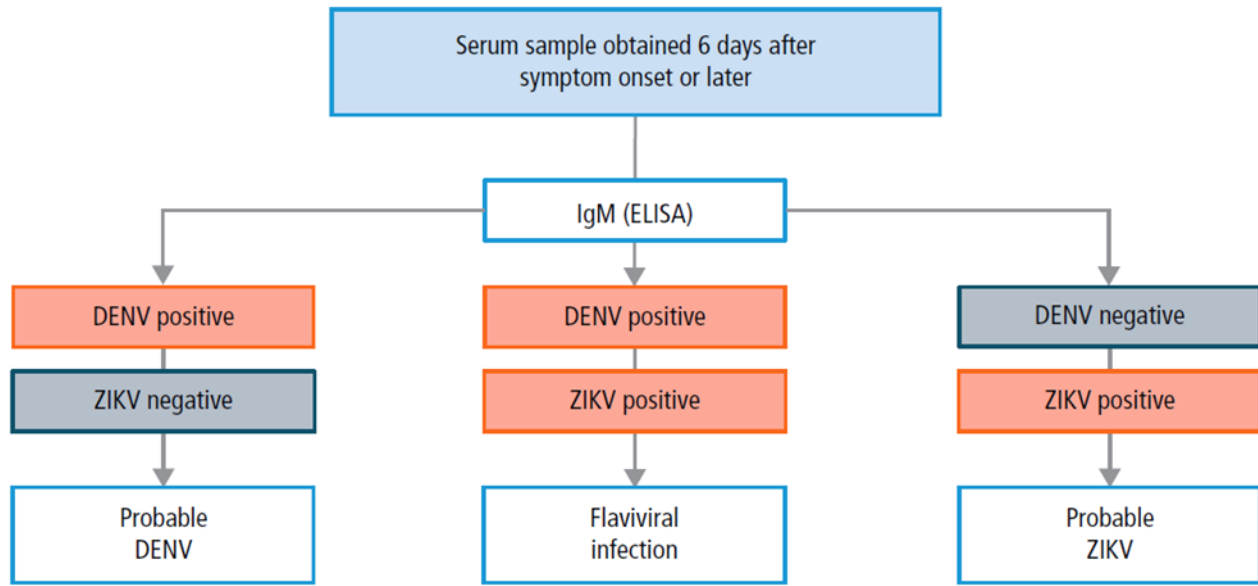 Serum sample obtained 6 days after
symptom onset or later
IgM (ELISA)
DENV positive
DENV positive
DENV negative
ZIKV negative
ZIKV positive
ZIKV positive
Probable
DENV
Flaviviral
infection
Probable
ZIKV